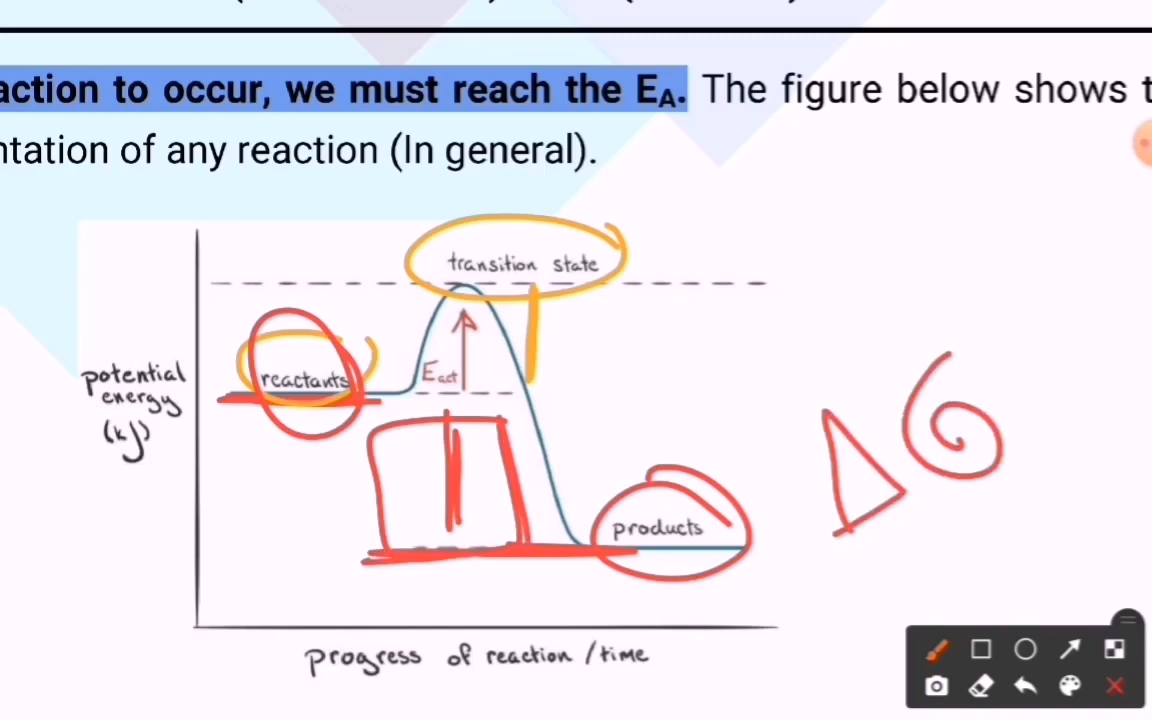 action to occur, we must reach the EA. The figure below shows t
ntation of any reaction (In general).
transition state
reactants
Eact
potential
energy
(kJ)
ΔG
products
progress of reaction /time